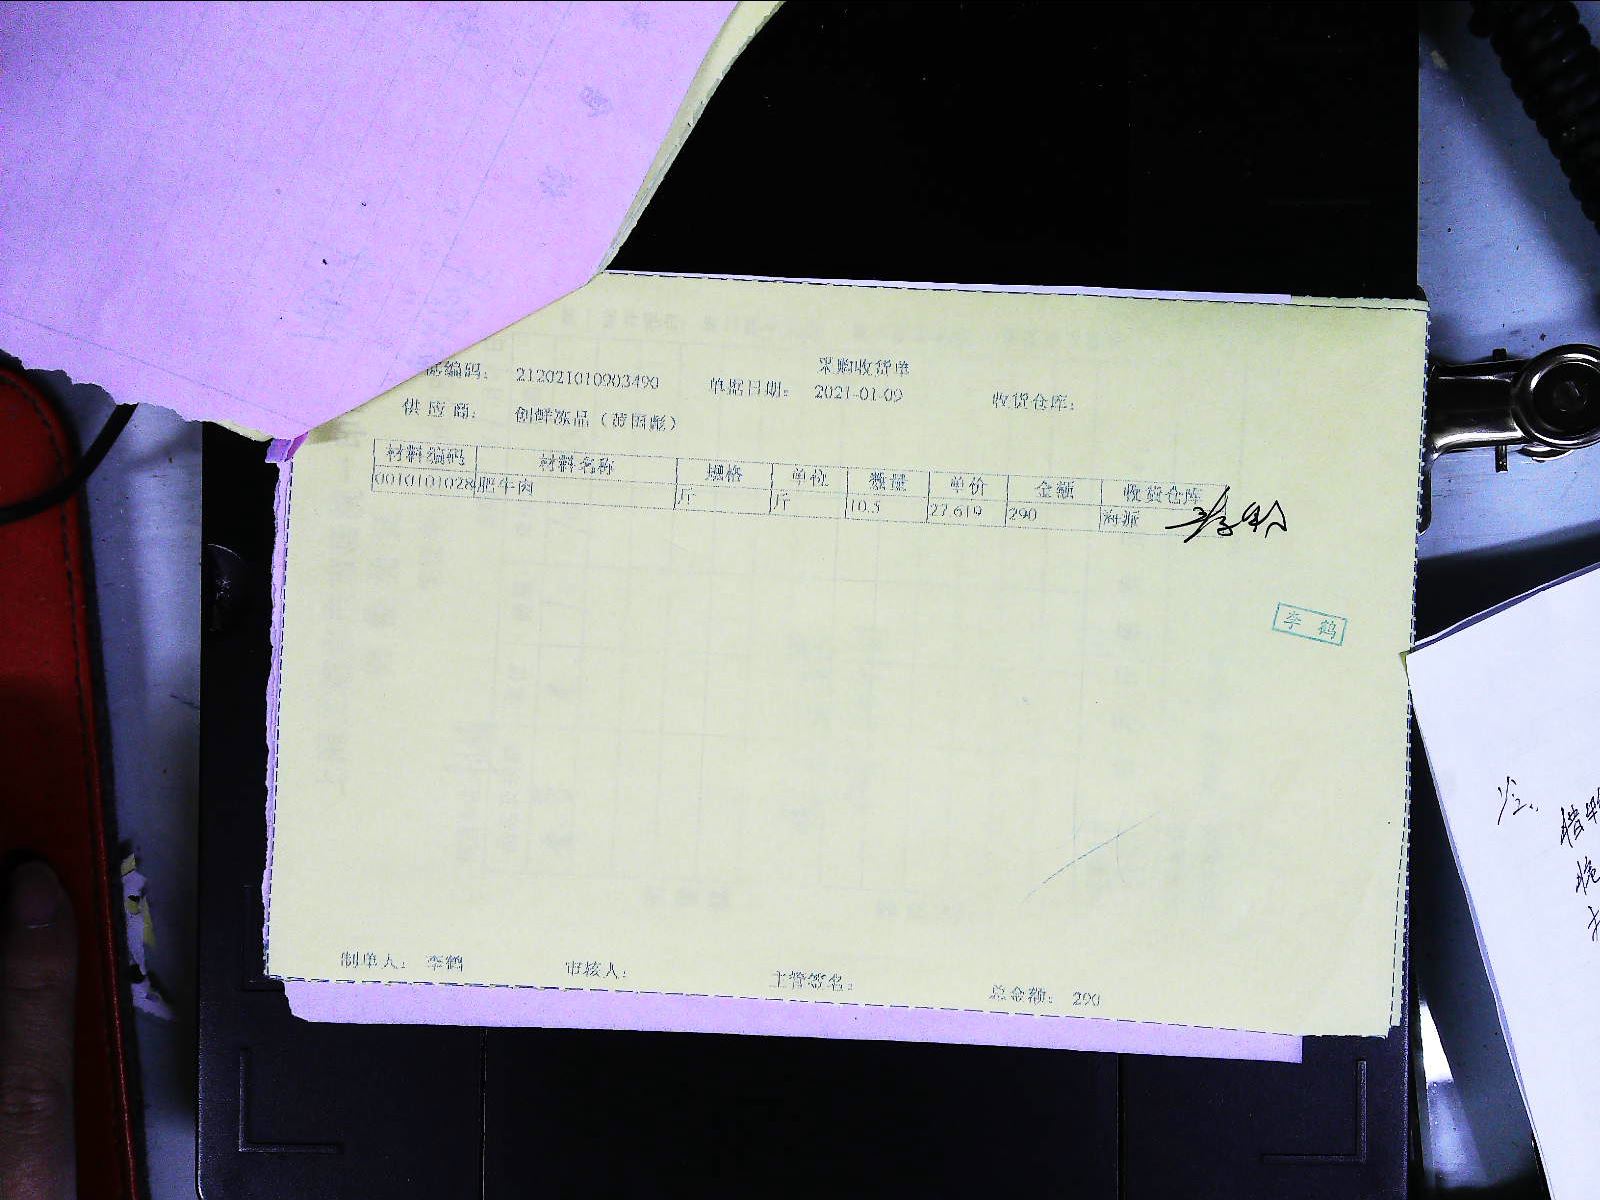 采购收货单
编码： 212021010903490 单据日期： 2021-01-09 收货仓库：
供应商： 创鲜冻品（黄国彪）
材料编码 材料名称 规格 单位 数量 单价 金额 收货仓库
0010101028 肥牛肉 斤 斤 10.5 27.619 290 海派
李鹤
制单人： 李鹤 审核人： 主管签名： 总金额： 290
注：